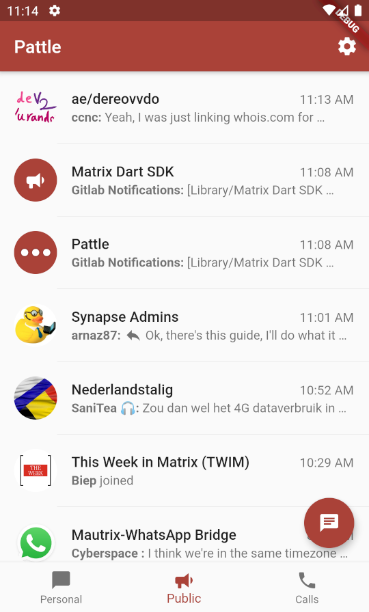 11:14
DEBUG
Pattle
ae/dereovvdo 11:13 AM
ccnc: Yeah, I was just linking whois.com for …
Matrix Dart SDK 11:08 AM
Gitlab Notifications: [Library/Matrix Dart SDK …
Pattle 11:08 AM
Gitlab Notifications: [Library/Matrix Dart SDK …
Synapse Admins 11:01 AM
arnaz87: Ok, there's this guide, I'll do what it …
Nederlandstalig 10:52 AM
SaniTea 🎧: Zou dan wel het 4G dataverbruik in …
THE WEEK
This Week in Matrix (TWIM) 10:29 AM
Biep joined
Mautrix-WhatsApp Bridge
Cyberspace : I think we're in the same timezone …
Personal Public Calls